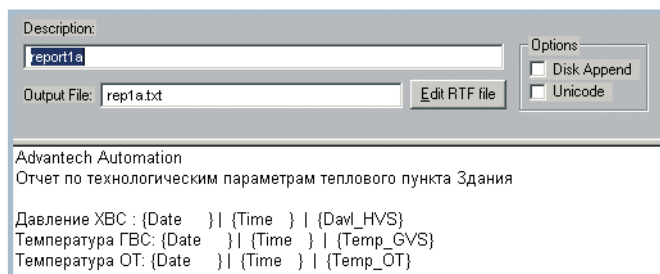 Description:
report1a
Options
Disk Append
Unicode
Output File: rep1a.txt Edit RTF file
Advantech Automation
Отчет по технологическим параметрам теплового пункта Здания
Давление ХВС : {Date } | {Time } | {Davl_HVS}
Температура ГВС: {Date } | {Time } | {Temp_GVS}
Температура ОТ: {Date } | {Time } | {Temp_OT}